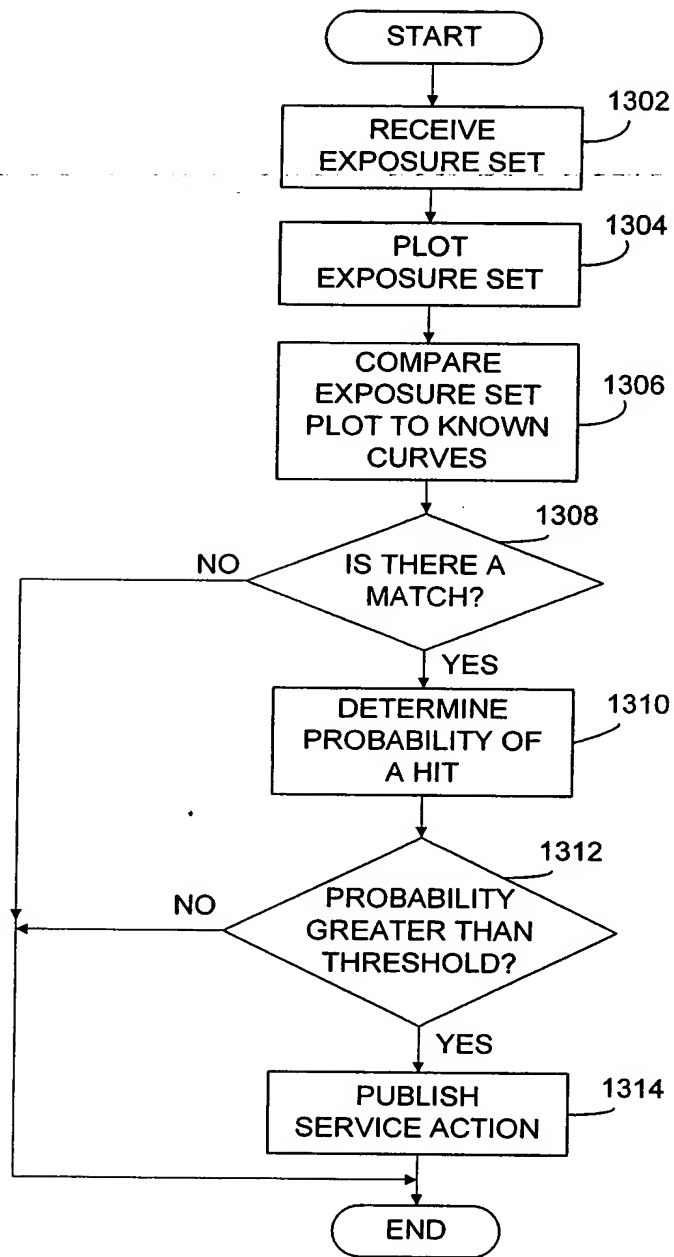 START
1302
RECEIVE
EXPOSURE SET
1304
PLOT
EXPOSURE SET
COMPARE
EXPOSURE SET
PLOT TO KNOWN
CURVES
1306
1308
NO
IS THERE A
MATCH?
YES
DETERMINE
PROBABILITY OF
A HIT
1310
1312
NO
PROBABILITY
GREATER THAN
THRESHOLD?
YES
PUBLISH
SERVICE ACTION
1314
END